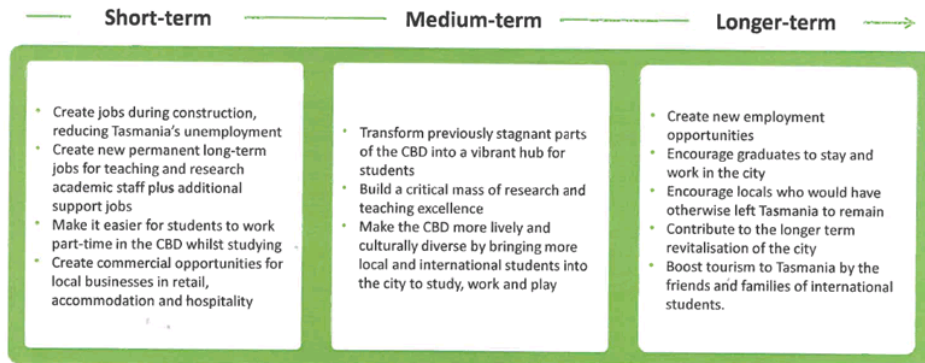 Short-term
Medium-term
Longer-term
• Create jobs during construction,
reducing Tasmania's unemployment
• Create new permanent long-term
jobs for teaching and research
academic staff plus additional
support jobs
• Make it easier for students to work
part-time in the CBD whilst studying
• Create commercial opportunities for
local businesses in retail,
accommodation and hospitality
• Transform previously stagnant parts
of the CBD into a vibrant hub for
students
• Build a critical mass of research and
teaching excellence
• Make the CBD more lively and
culturally diverse by bringing more
local and international students into
the city to study, work and play
• Create new employment
opportunities
• Encourage graduates to stay and
work in the city
• Encourage locals who would have
otherwise left Tasmania to remain
• Contribute to the longer term
revitalisation of the city
• Boost tourism to Tasmania by the
friends and families of international
students.